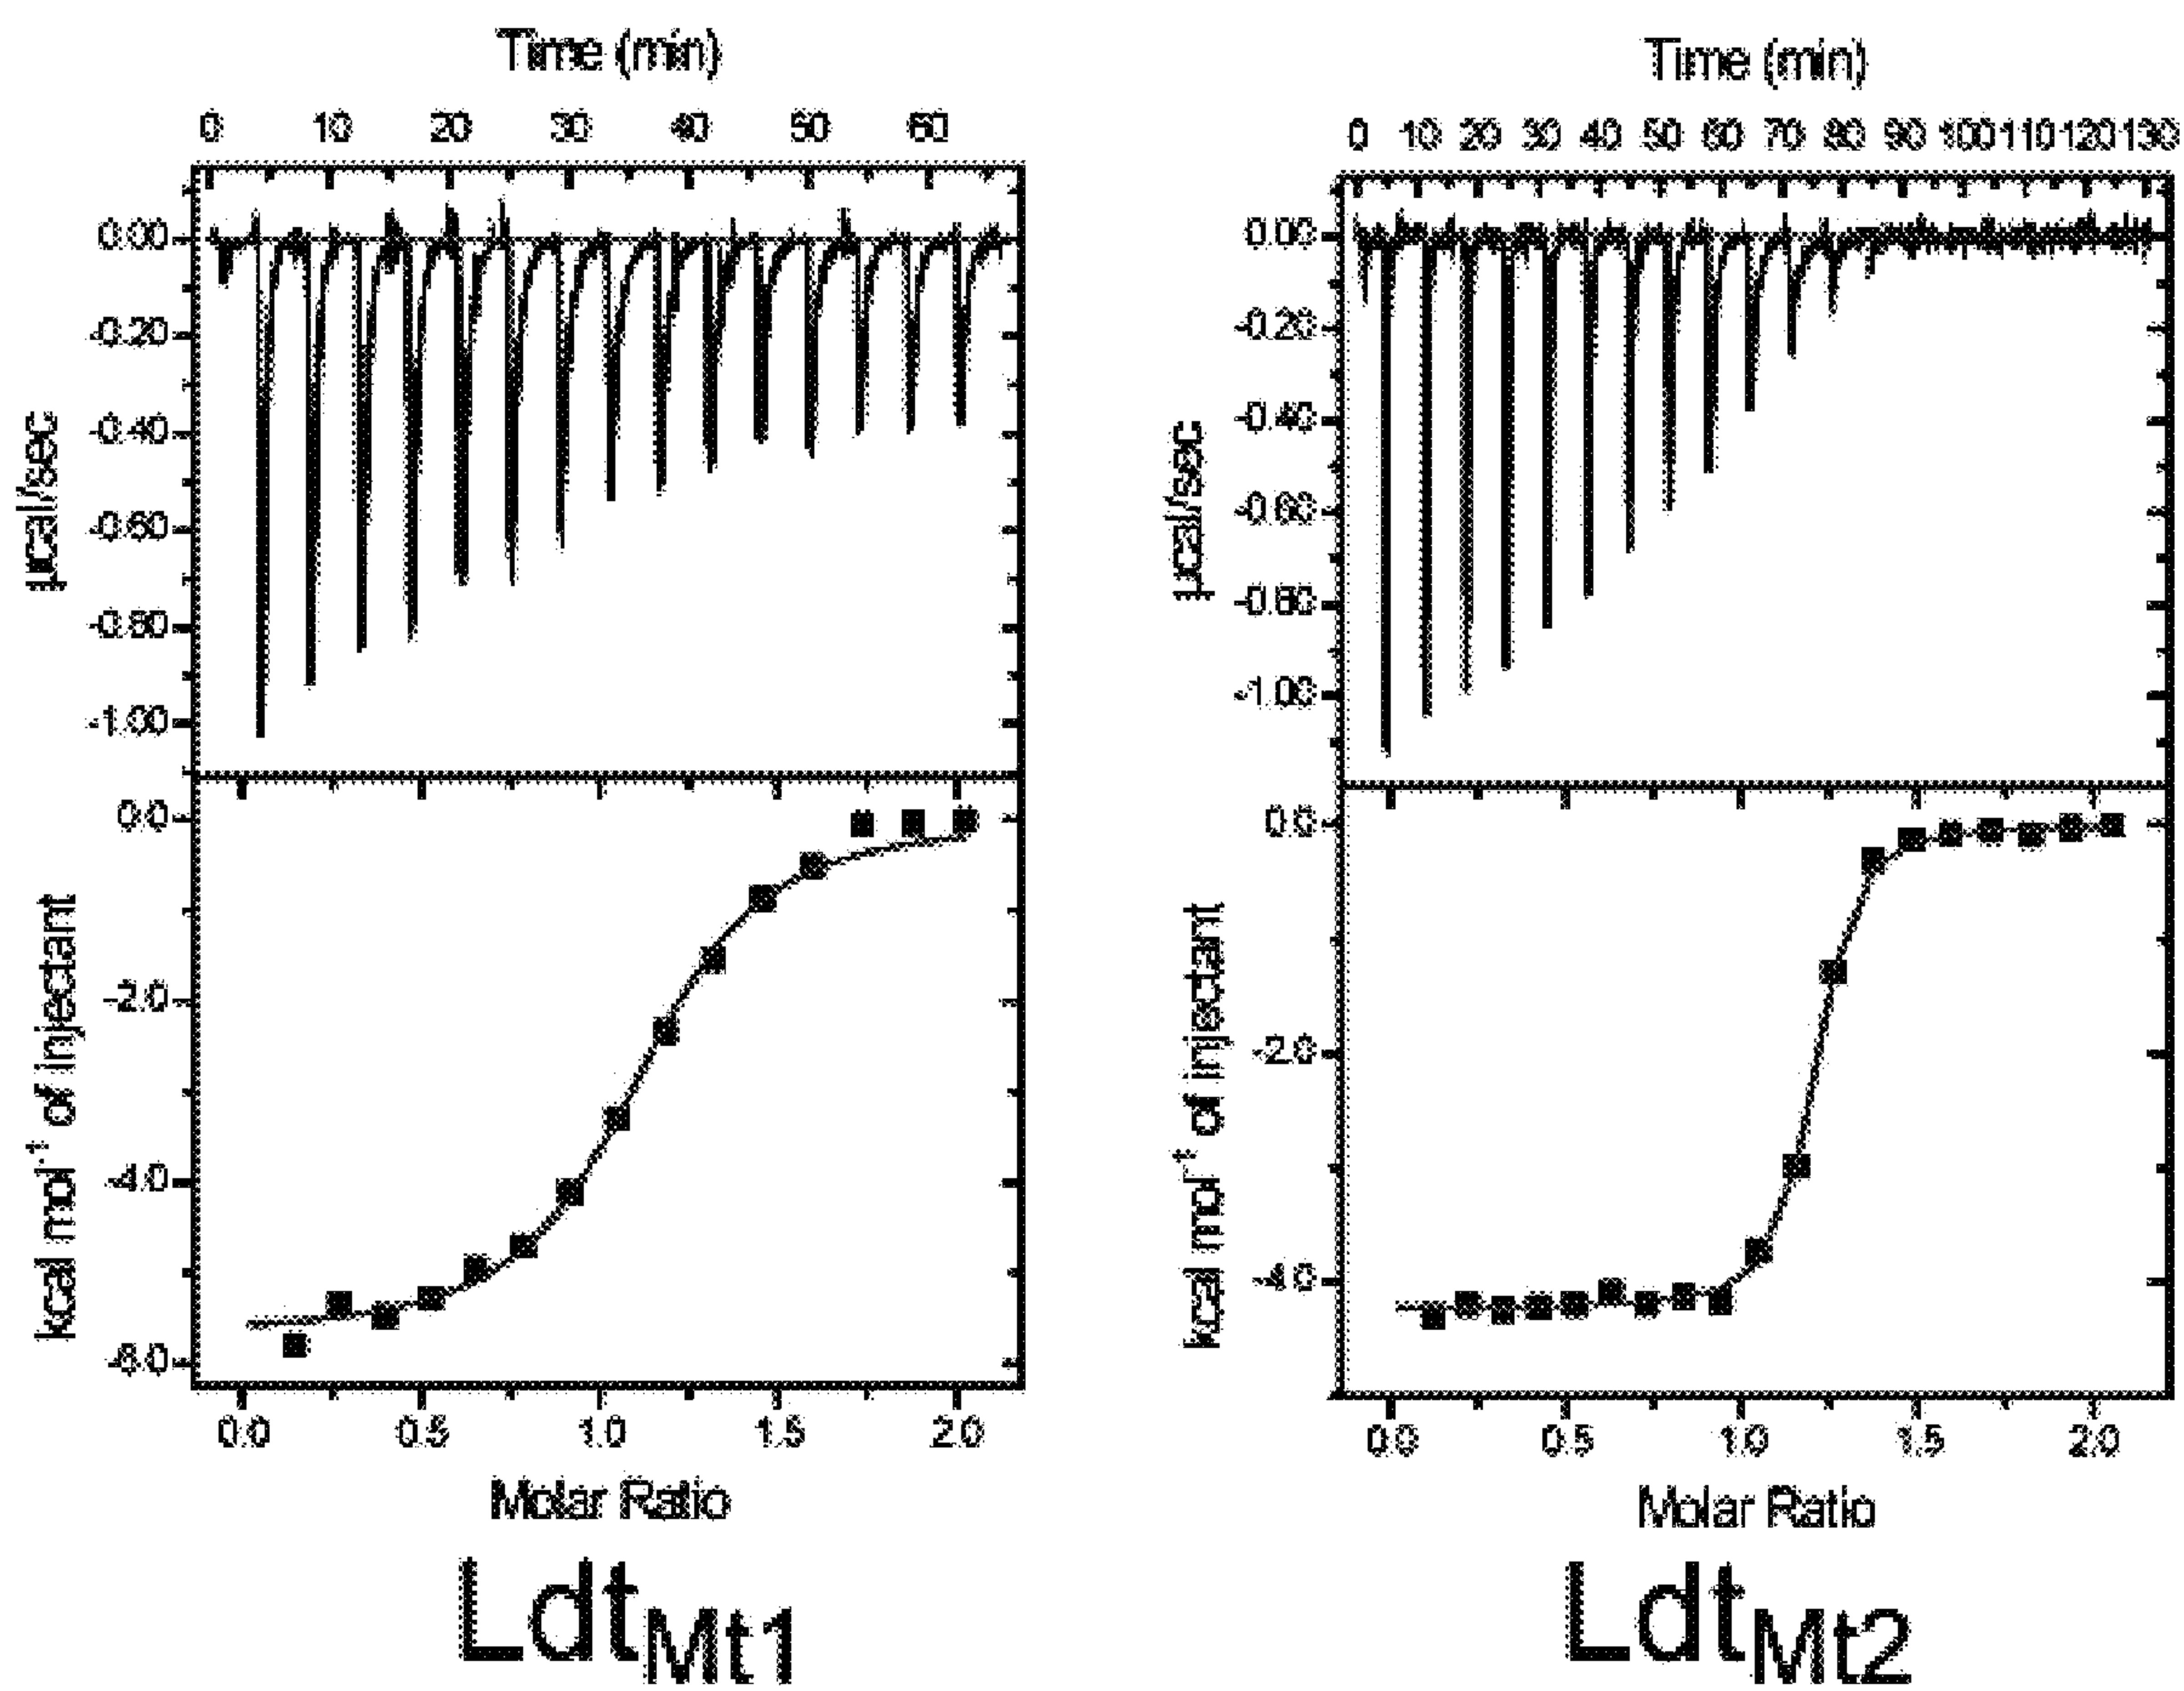 Time (min)
0 10 20 30 40 50 60
0.00
-0.20
-0.40
-0.60
-0.80
-1.00
µcal/sec
0.0
-2.0
-4.0
-6.0
kcal mol⁻¹ of injectant
0.0 0.5 1.0 1.5 2.0
Molar Ratio
Ldt_Mt1
Time (min)
0 10 20 30 40 50 60 70 80 90 100 110 120 130
0.00
-0.20
-0.40
-0.60
-0.80
-1.00
µcal/sec
0.0
-2.0
-4.0
kcal mol⁻¹ of injectant
0.0 0.5 1.0 1.5 2.0
Molar Ratio
Ldt_Mt2